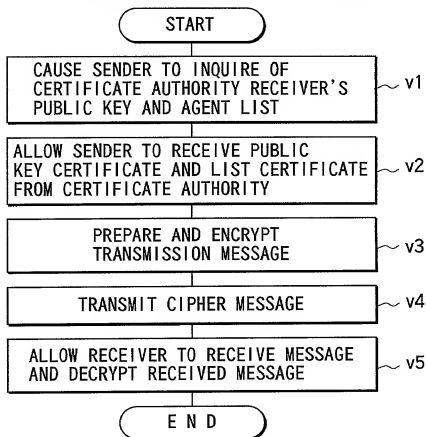 START
CAUSE SENDER TO INQUIRE OF
CERTIFICATE AUTHORITY RECEIVER'S
PUBLIC KEY AND AGENT LIST
v1
ALLOW SENDER TO RECEIVE PUBLIC
KEY CERTIFICATE AND LIST CERTIFICATE
FROM CERTIFICATE AUTHORITY
v2
PREPARE AND ENCRYPT
TRANSMISSION MESSAGE
v3
TRANSMIT CIPHER MESSAGE
v4
ALLOW RECEIVER TO RECEIVE MESSAGE
AND DECRYPT RECEIVED MESSAGE
v5
END